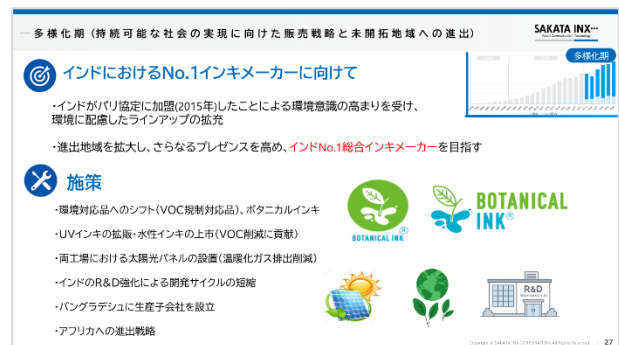 多様化期 (持続可能な社会の実現に向けた販売戦略と未開拓地域への進出)
SAKATA INX
多様化期
インドにおけるNo.1インキメーカーに向けて
・インドがパリ協定に加盟(2015年)したことによる環境意識の高まりを受け、
環境に配慮したラインアップの拡充
・進出地域を拡大し、さらなるプレゼンスを高め、インドNo.1総合インキメーカーを目指す
施策
・環境対応品へのシフト(VOC規制対応品)、ボタニカルインキ
・UVインキの拡販・水性インキの上市(VOC削減に貢献)
・両工場における太陽光パネルの設置(温暖化ガス排出削減)
・インドのR&D強化による開発サイクルの短縮
・バングラデシュに生産子会社を設立
・アフリカへの進出戦略
BOTANICAL INK®
BOTANICAL
INK®
R&D
Copyright © SAKATA INX CORPORATION. All Rights Reserved.
27